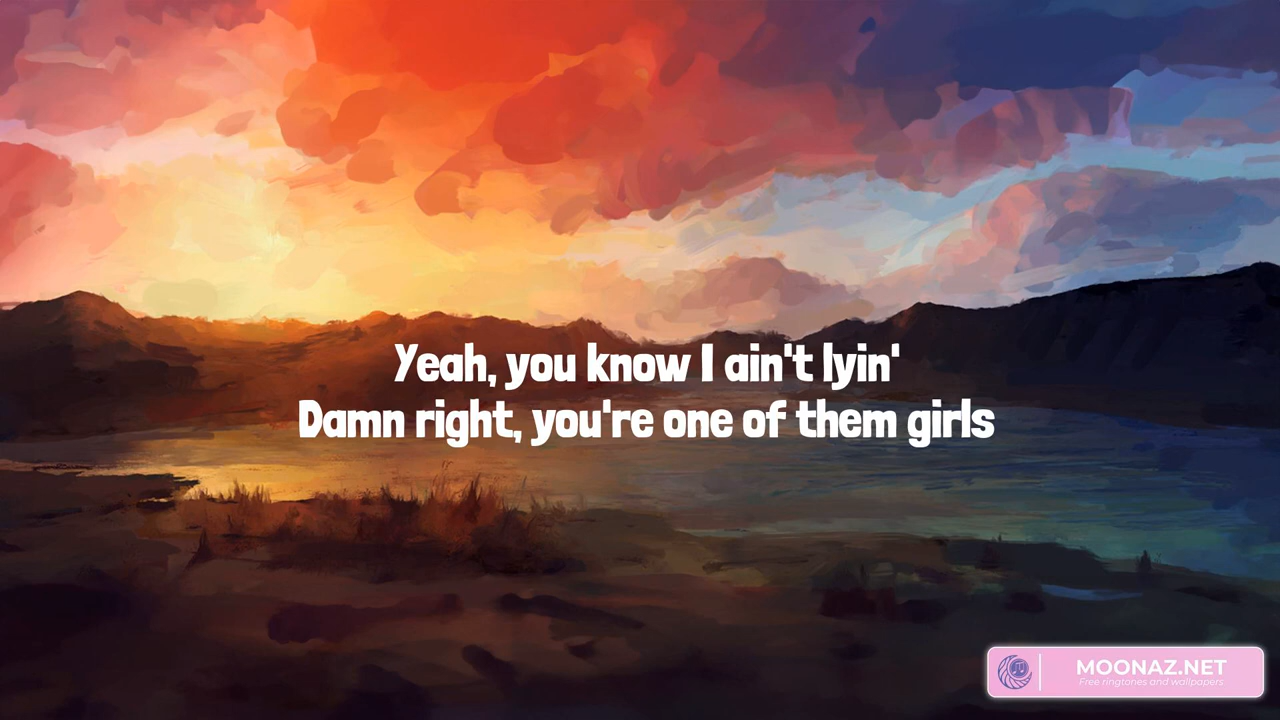 Yeah, you know I ain't lyin'
Damn right, you're one of them girls
MOONAZ.NET
Free ringtones and wallpapers